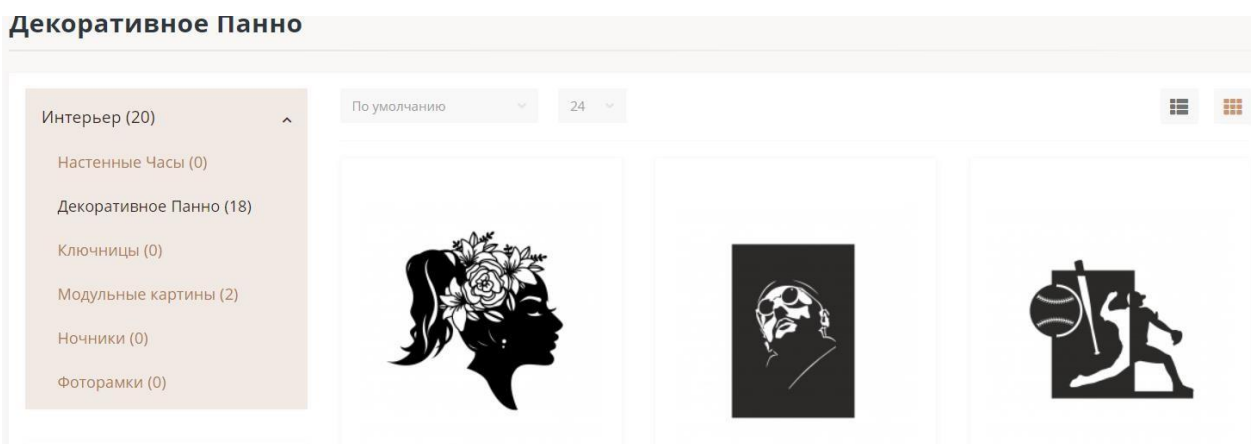 Декоративное Панно
Интерьер (20)
Настенные Часы (0)
Декоративное Панно (18)
Ключницы (0)
Модульные картины (2)
Ночники (0)
Фоторамки (0)
По умолчанию
24